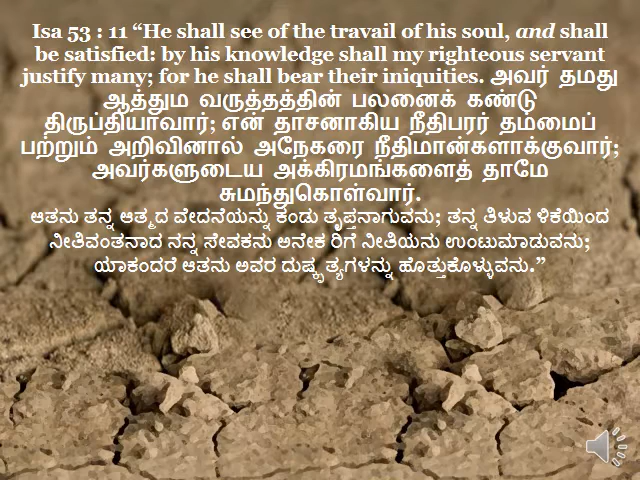 Isa 53 : 11 “He shall see of the travail of his soul, and shall
be satisfied: by his knowledge shall my righteous servant
justify many; for he shall bear their iniquities. அவர் தமது
ஆத்தும வருத்தத்தின் பலனைக் கண்டு
திருப்தியாவார்; என் தாசனாகிய நீதிபரர் தம்மைப்
பற்றும் அறிவினால் அநேகரை நீதிமான்களாக்குவார்;
அவர்களுடைய அக்கிரமங்களைத் தாமே
சுமந்துகொள்வார்.
ಆತನು ತನ್ನ ಆತ್ಮದ ವೇದನೆಯನ್ನು ಕಂಡು ತೃಪ್ತನಾಗುವನು; ತನ್ನ ತಿಳುವ ಳಿಕೆಯಿಂದ
ನೀತಿವಂತನಾದ ನನ್ನ ಸೇವಕನು ಅನೇಕ ರಿಗೆ ನೀತಿಯನು ಉಂಟುಮಾಡುವನು;
ಯಾಕಂದರೆ ಆತನು ಅವರ ದುಷ್ಕೃ ತ್ಯಗಳನ್ನು ಹೊತ್ತುಕೊಳ್ಳುವನು.”